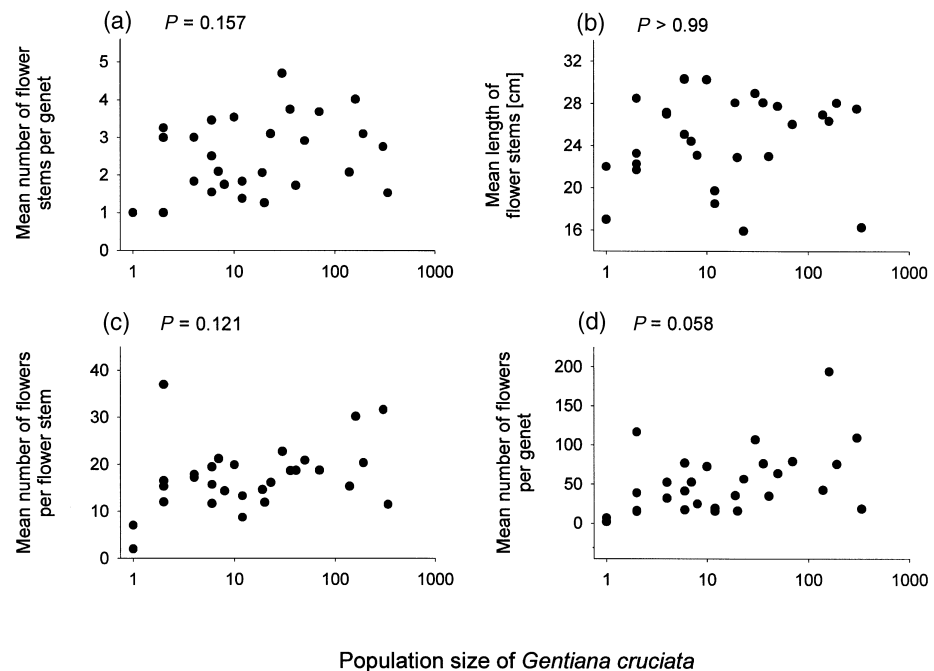 (a) P = 0.157
Mean number of flower
stems per genet
5
4
3
2
1
0
1 10 100 1000
(b) P > 0.99
Mean length of
flower stems [cm]
32
28
24
20
16
1 10 100 1000
(c) P = 0.121
Mean number of flowers
per flower stem
40
30
20
10
0
1 10 100 1000
(d) P = 0.058
Mean number of flowers
per genet
200
150
100
50
0
1 10 100 1000
Population size of Gentiana cruciata